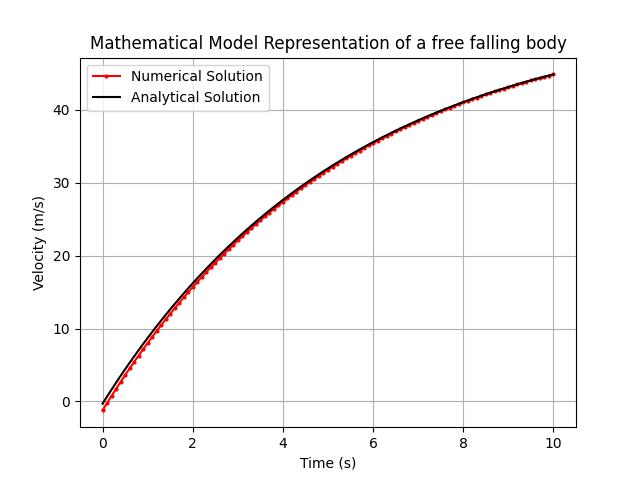 Mathematical Model Representation of a free falling body
Numerical Solution
Analytical Solution
Velocity (m/s)
40
30
20
10
0
0 2 4 6 8 10
Time (s)